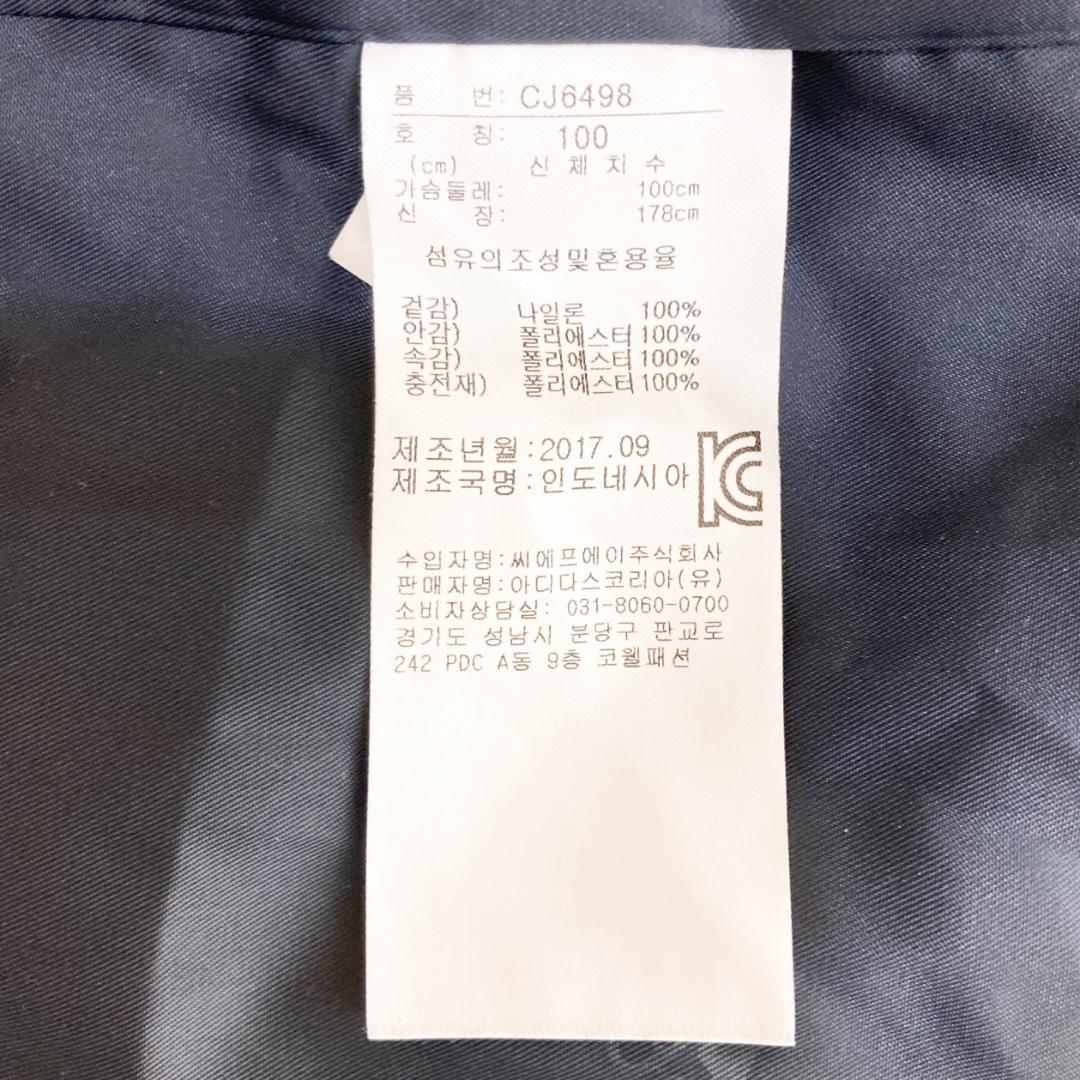 품 번: CJ6498
호 칭: 100
(cm) 신 체 치 수
가슴둘레: 100cm
신 장: 178cm
섬유의조성및혼용율
겉감) 나일론 100%
안감) 폴리에스터 100%
속감) 폴리에스터 100%
충전재) 폴리에스터 100%
제조년월:2017.09
제조국명:인도네시아
KC
수입자명:씨에프에이주식회사
판매자명:아디다스코리아(유)
소비자상담실: 031-8060-0700
경기도 성남시 분당구 판교로
242 PDC A동 9층 코웰패션